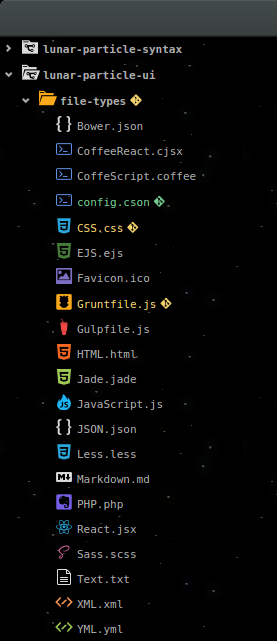 lunar-particle-syntax
lunar-particle-ui
file-types
Bower.json
CoffeeReact.cjsx
CoffeScript.coffee
config.cson
CSS.css
EJS.ejs
Favicon.ico
Gruntfile.js
Gulpfile.js
HTML.html
Jade.jade
JavaScript.js
JSON.json
Less.less
Markdown.md
PHP.php
React.jsx
Sass.scss
Text.txt
XML.xml
YML.yml